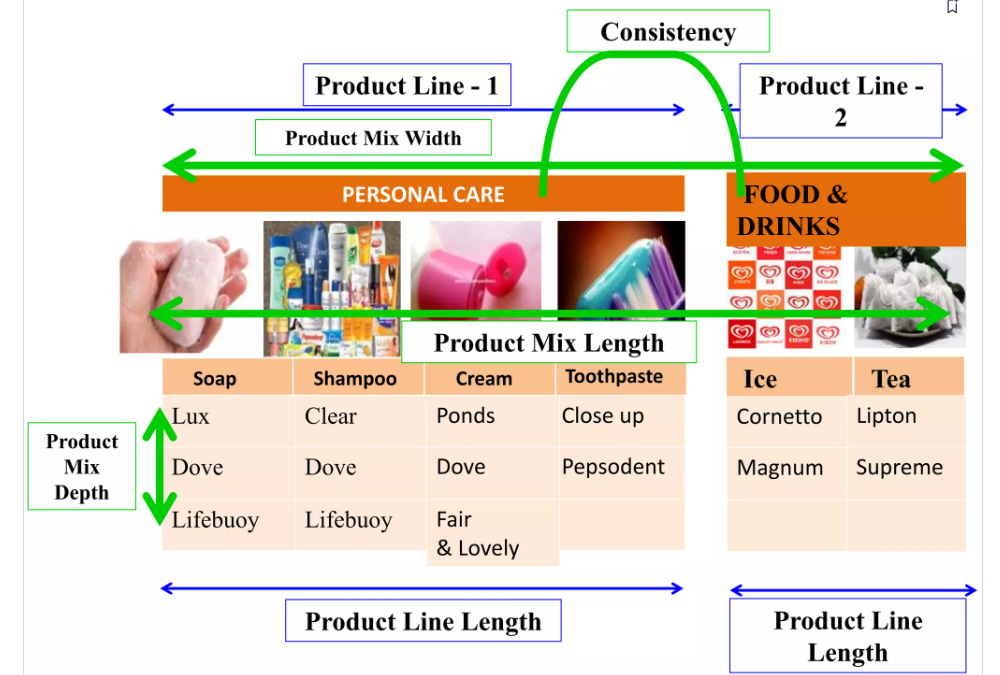 Consistency
Product Line - 1
Product Line -
2
Product Mix Width
PERSONAL CARE
FOOD &
DRINKS
Product Mix Length
Soap
Shampoo
Cream
Toothpaste
Ice
Tea
Lux
Clear
Ponds
Close up
Cornetto
Lipton
Product
Mix
Depth
Dove
Dove
Dove
Pepsodent
Magnum
Supreme
Lifebuoy
Lifebuoy
Fair
& Lovely
Product Line Length
Product Line
Length